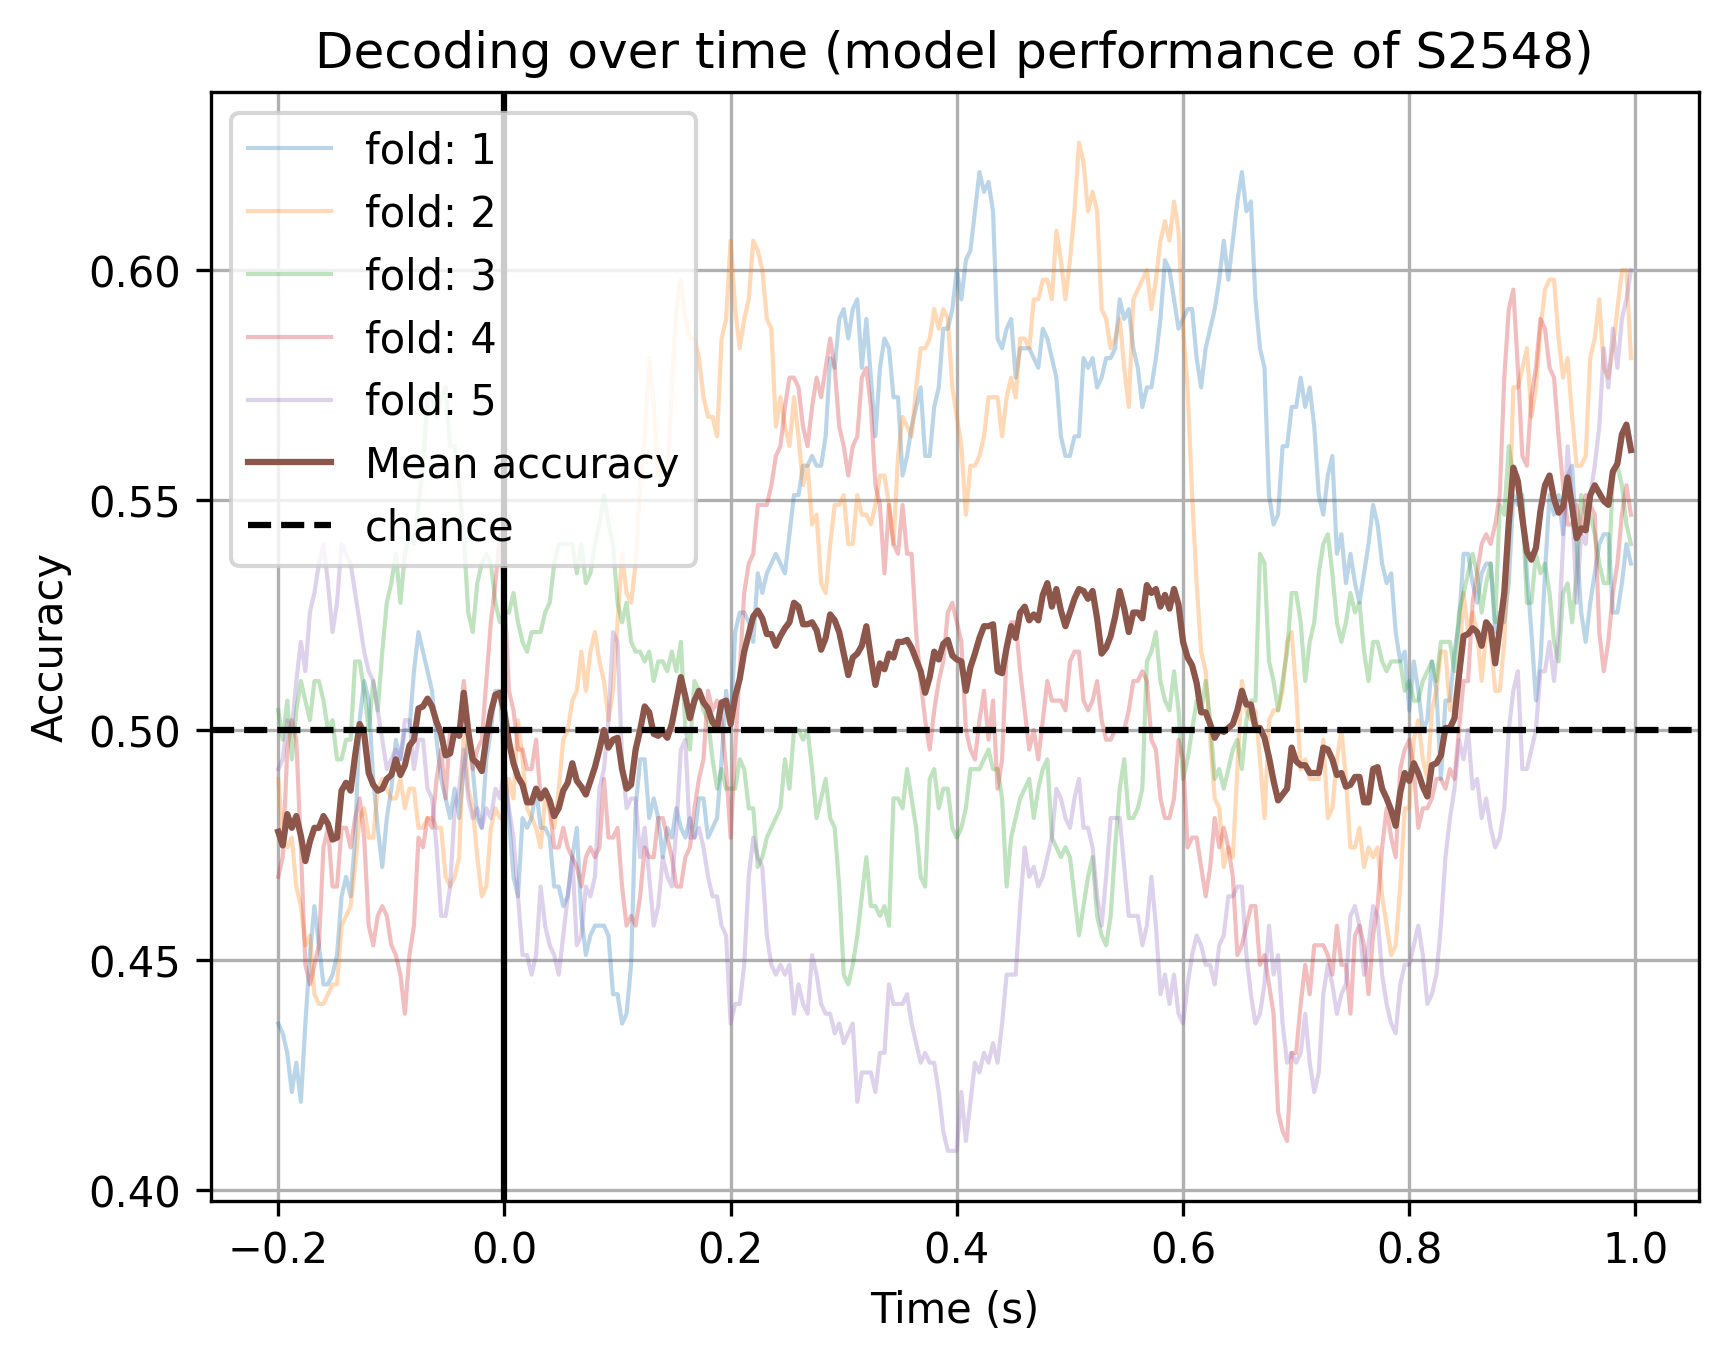 Decoding over time (model performance of S2548)
fold: 1
fold: 2
fold: 3
fold: 4
fold: 5
Mean accuracy
chance
Accuracy
0.60
0.55
0.50
0.45
0.40
−0.2 0.0 0.2 0.4 0.6 0.8 1.0
Time (s)